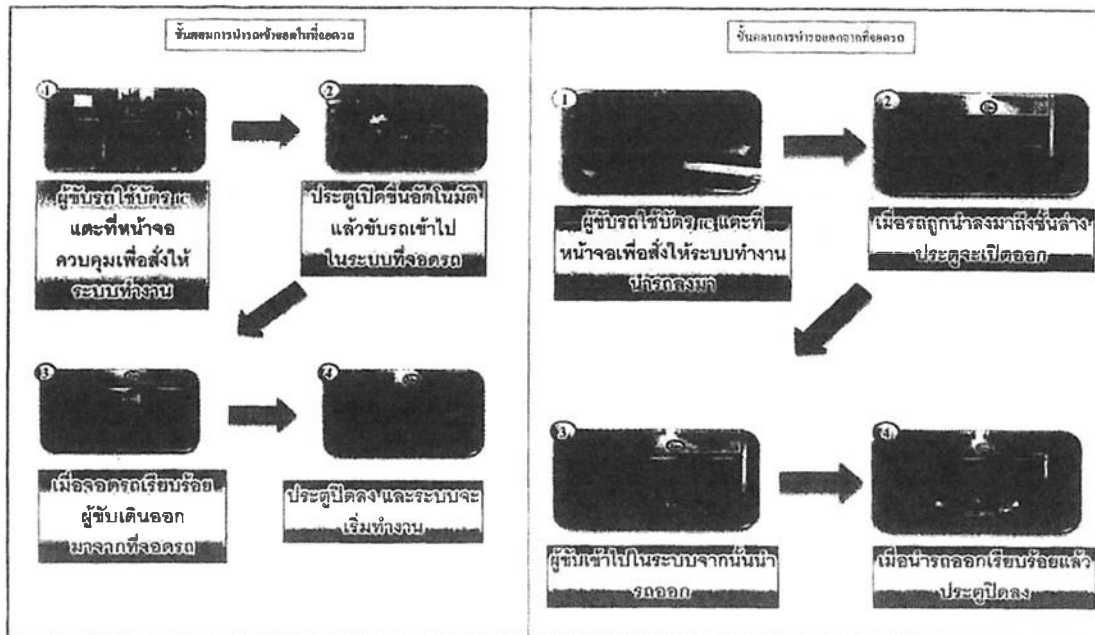 ขั้นตอนการนำรถเข้าจอดในที่จอดรถ
1
2
ผู้ขับรถใช้บัตร IC
แตะที่หน้าจอ
ควบคุมเพื่อสั่งให้
ระบบทำงาน
ประตูเปิดขึ้นอัตโนมัติ
แล้วขับรถเข้าไป
ในระบบที่จอดรถ
3
4
เมื่อจอดรถเรียบร้อย
ผู้ขับเดินออก
มาจากที่จอดรถ
ประตูปิดลง และระบบจะ
เริ่มทำงาน
ขั้นตอนการนำรถออกจากที่จอดรถ
1
2
ผู้ขับรถใช้บัตร IC แตะที่
หน้าจอเพื่อสั่งให้ระบบทำงาน
นำรถลงมา
เมื่อรถถูกนำลงมาถึงชั้นล่าง
ประตูจะเปิดออก
3
4
ผู้ขับเข้าไปในระบบจากนั้นนำ
รถออก
เมื่อนำรถออกเรียบร้อยแล้ว
ประตูปิดลง